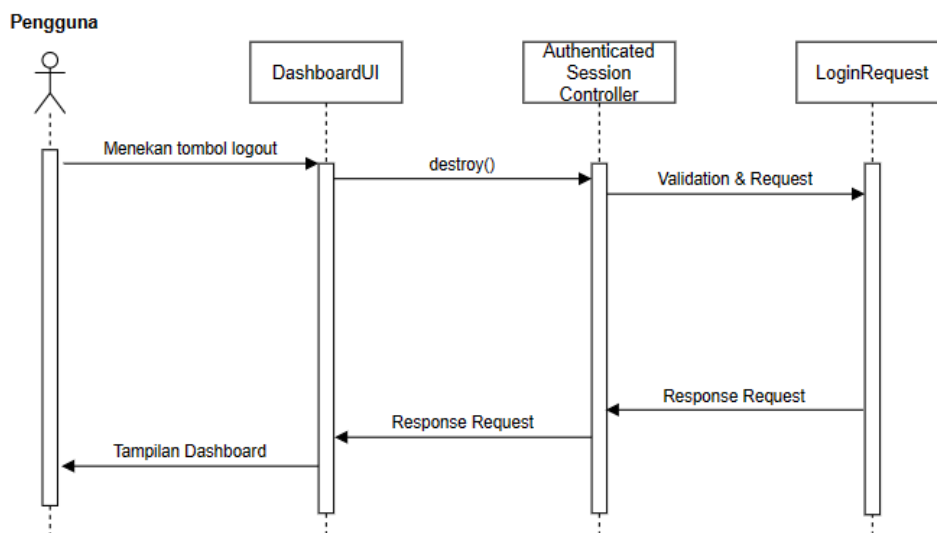 Pengguna
DashboardUI
Authenticated
Session
Controller
LoginRequest
Menekan tombol logout
destroy()
Validation & Request
Response Request
Response Request
Tampilan Dashboard